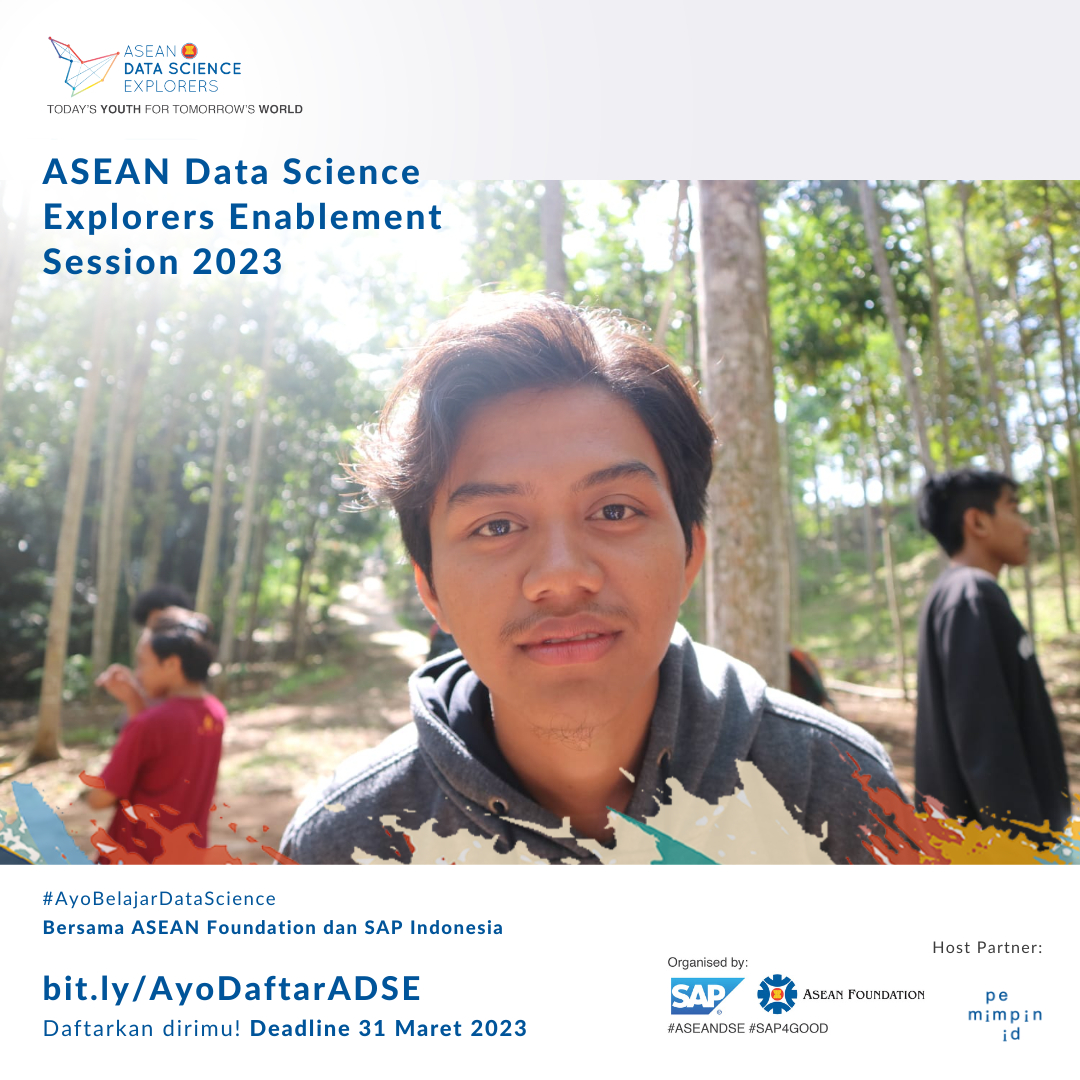 ASEAN
DATA SCIENCE
EXPLORERS
TODAY'S YOUTH FOR TOMORROW'S WORLD
ASEAN Data Science
Explorers Enablement
Session 2023
#AyoBelajarDataScience
Bersama ASEAN Foundation dan SAP Indonesia
bit.ly/AyoDaftarADSE
Daftarkan dirimu! Deadline 31 Maret 2023
Organised by:
SAP®
ASEAN FOUNDATION
#ASEANDSE #SAP4GOOD
Host Partner:
pe
m¡mp¡n
¡d